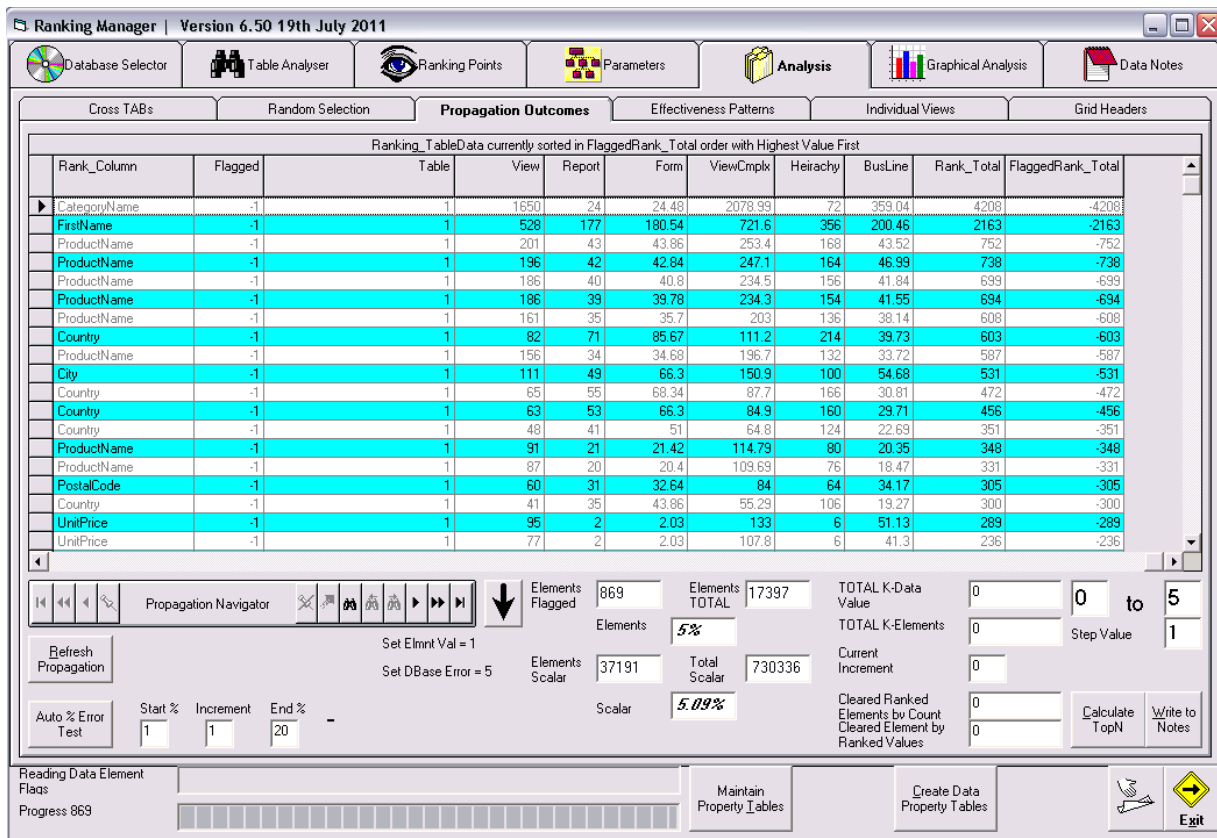 Ranking Manager | Version 6.50 19th July 2011
Database Selector Table Analyser Ranking Points Parameters Analysis Graphical Analysis Data Notes
Cross TABs Random Selection Propagation Outcomes Effectiveness Patterns Individual Views Grid Headers
Ranking_TableData currently sorted in FlaggedRank_Total order with Highest Value First
Rank_Column Flagged Table View Report Form ViewCmplx Heirachy BusLine Rank_Total FlaggedRank_Total
CategoryName -1 1 1650 24 24.48 2078.99 72 359.04 4208 -4208
FirstName -1 1 528 177 180.54 721.6 356 200.46 2163 -2163
ProductName -1 1 201 43 43.86 253.4 168 43.52 752 -752
ProductName -1 1 196 42 42.84 247.1 164 46.99 738 -738
ProductName -1 1 186 40 40.8 234.5 156 41.84 699 -699
ProductName -1 1 186 39 39.78 234.3 154 41.55 694 -694
ProductName -1 1 161 35 35.7 203 136 38.14 608 -608
Country -1 1 82 71 85.67 111.2 214 39.73 603 -603
ProductName -1 1 156 34 34.68 196.7 132 33.72 587 -587
City -1 1 111 49 66.3 150.9 100 54.68 531 -531
Country -1 1 65 55 68.34 87.7 166 30.81 472 -472
Country -1 1 63 53 66.3 84.9 160 29.71 456 -456
Country -1 1 48 41 51 64.8 124 22.69 351 -351
ProductName -1 1 91 21 21.42 114.79 80 20.35 348 -348
ProductName -1 1 87 20 20.4 109.69 76 18.47 331 -331
PostalCode -1 1 60 31 32.64 84 64 34.17 305 -305
Country -1 1 41 35 43.86 55.29 106 19.27 300 -300
UnitPrice -1 1 95 2 2.03 133 6 51.13 289 -289
UnitPrice -1 1 77 2 2.03 107.8 6 41.3 236 -236
Propagation Navigator
Elements Flagged 869 Elements TOTAL 17397
Elements 5%
Set Elmnt Val = 1
Set DBase Error = 5
Elements Scalar 37191 Total Scalar 730336
Scalar 5.09%
TOTAL K-Data Value 0
TOTAL K-Elements 0
Current Increment 0
Cleared Ranked Elements by Count 0
Cleared Element by Ranked Values 0
0 to 5
Step Value 1
Refresh Propagation
Auto % Error Test
Start % 1 Increment 1 End % 20 -
Calculate TopN
Write to Notes
Reading Data Element Flags
Progress 869
Maintain Property Tables
Create Data Property Tables
Exit